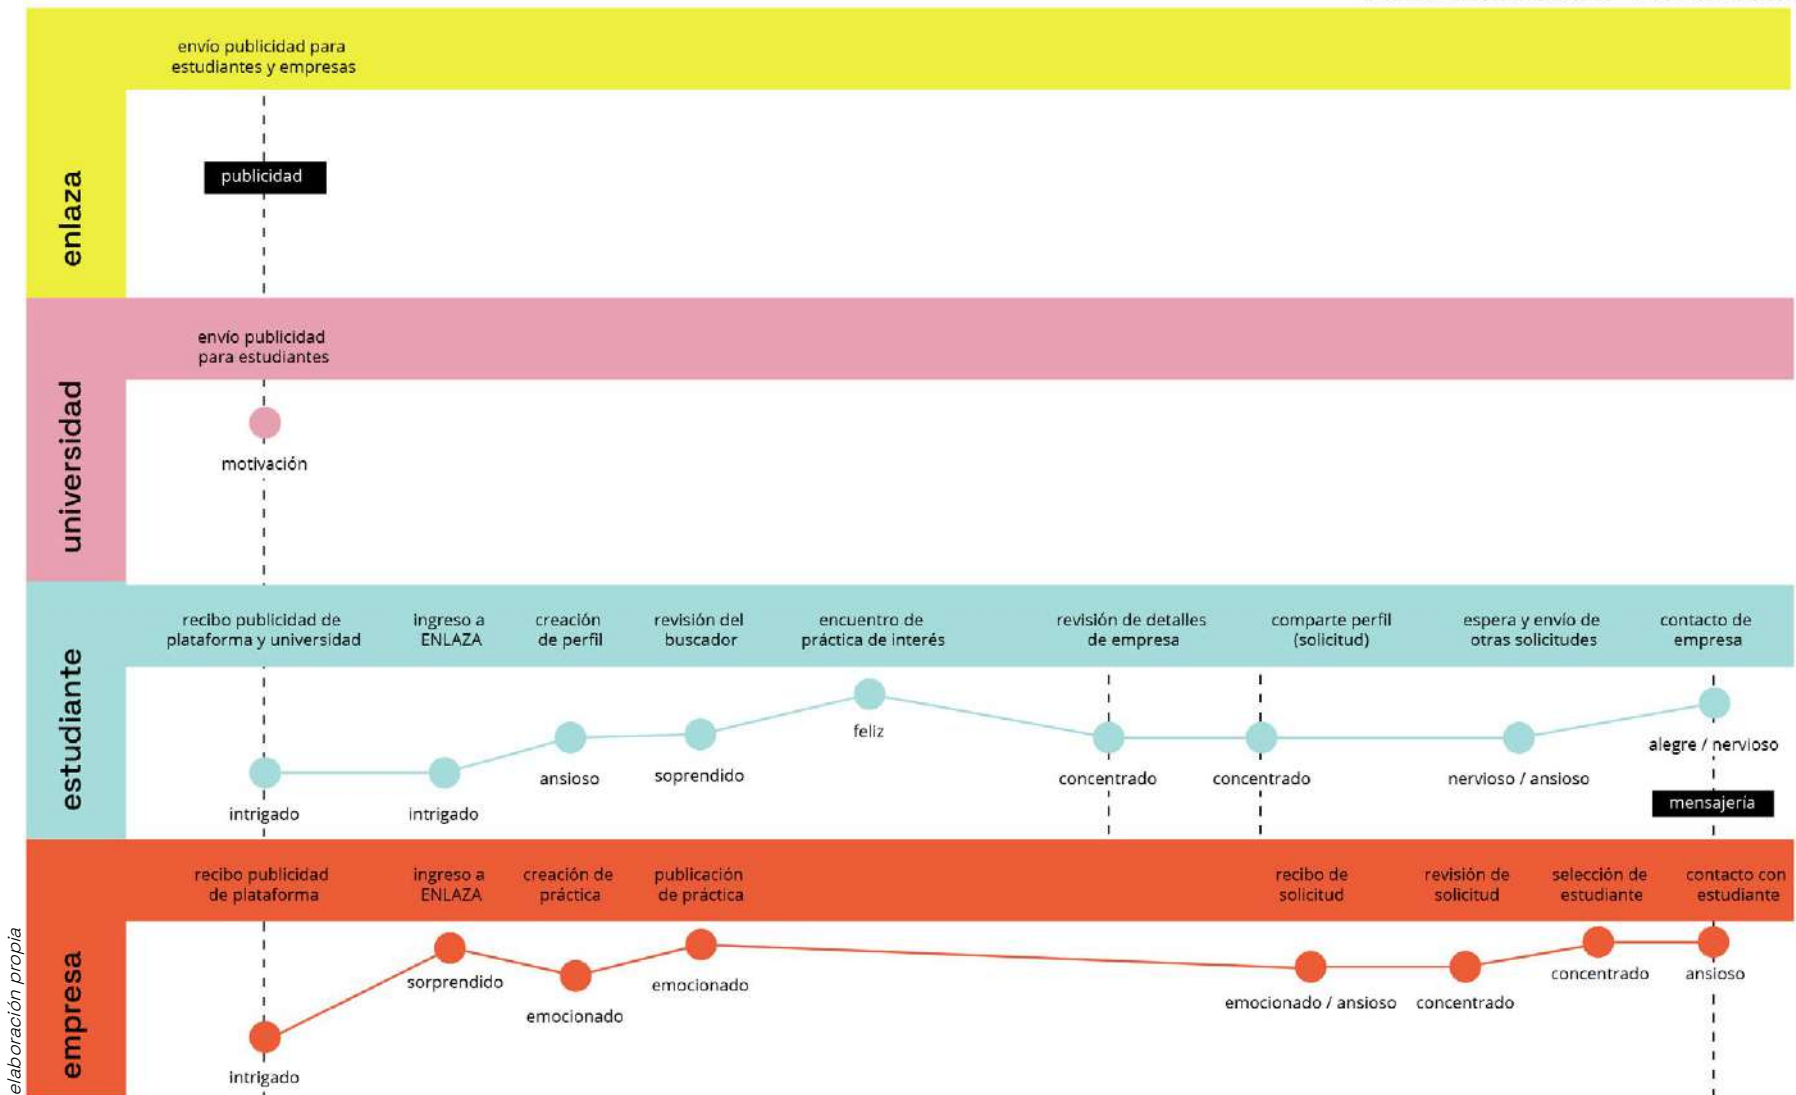 envío publicidad para
estudiantes y empresas
publicidad
enlaza
envío publicidad
para estudiantes
motivación
universidad
recibo publicidad de
plataforma y universidad
ingreso a
ENLAZA
creación
de perfil
revisión del
buscador
encuentro de
práctica de interés
revisión de detalles
de empresa
comparte perfil
(solicitud)
espera y envío de
otras solicitudes
contacto de
empresa
intrigado
intrigado
ansioso
soprendido
feliz
concentrado
concentrado
nervioso / ansioso
alegre / nervioso
mensajería
estudiante
recibo publicidad
de plataforma
ingreso a
ENLAZA
creación de
práctica
publicación
de práctica
recibo de
solicitud
revisión de
solicitud
selección de
estudiante
contacto con
estudiante
intrigado
sorprendido
emocionado
emocionado
emocionado / ansioso
concentrado
concentrado
ansioso
empresa
elaboración propia